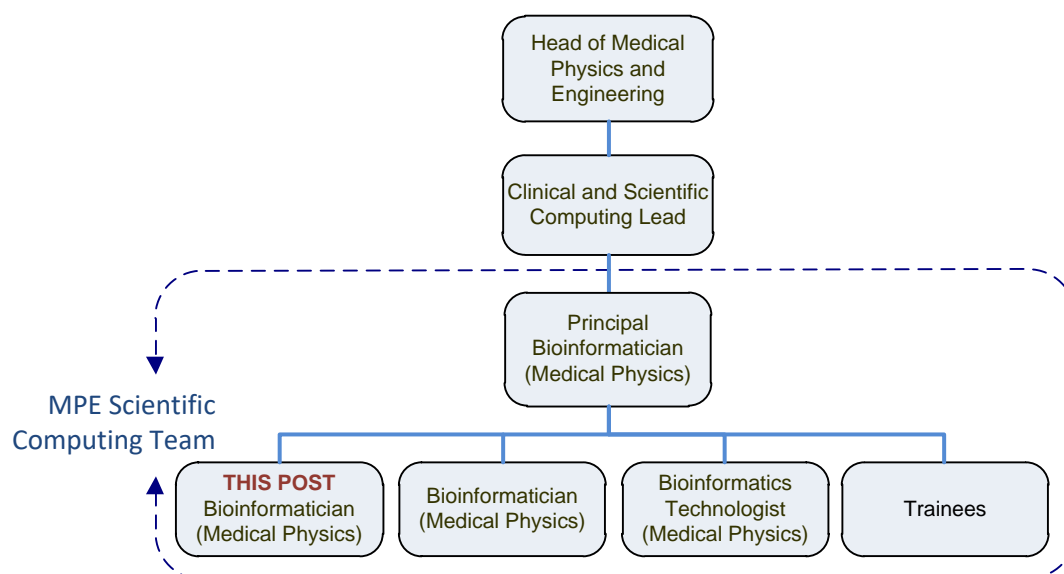 Head of Medical
Physics and
Engineering
Clinical and Scientific
Computing Lead
Principal
Bioinformatician
(Medical Physics)
MPE Scientific
Computing Team
THIS POST
Bioinformatician
(Medical Physics)
Bioinformatician
(Medical Physics)
Bioinformatics
Technologist
(Medical Physics)
Trainees